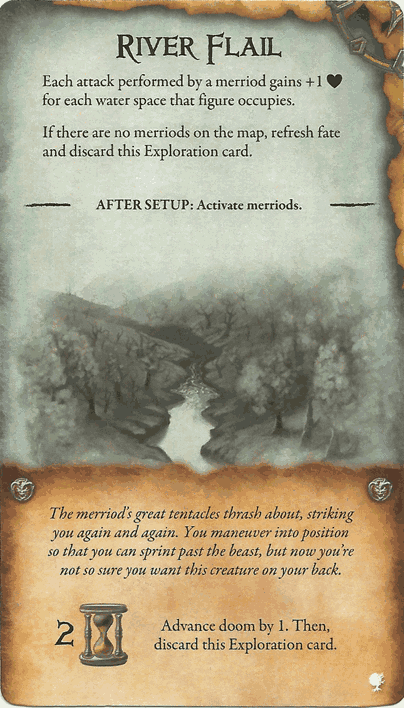 RIVER FLAIL
Each attack performed by a merriod gains +1 ♥
for each water space that figure occupies.
If there are no merriods on the map, refresh fate
and discard this Exploration card.
AFTER SETUP: Activate merriods.
The merriod's great tentacles thrash about, striking
you again and again. You maneuver into position
so that you can sprint past the beast, but now you're
not so sure you want this creature on your back.
2
Advance doom by 1. Then,
discard this Exploration card.